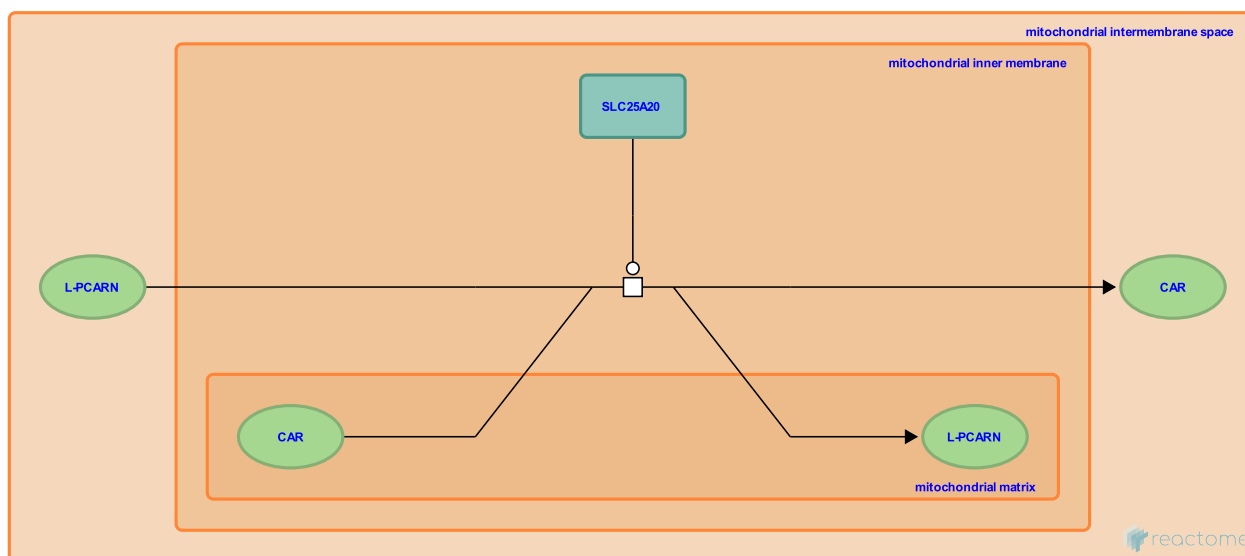 mitochondrial intermembrane space
mitochondrial inner membrane
SLC25A20
L-PCARN
CAR
CAR
L-PCARN
mitochondrial matrix
reactome